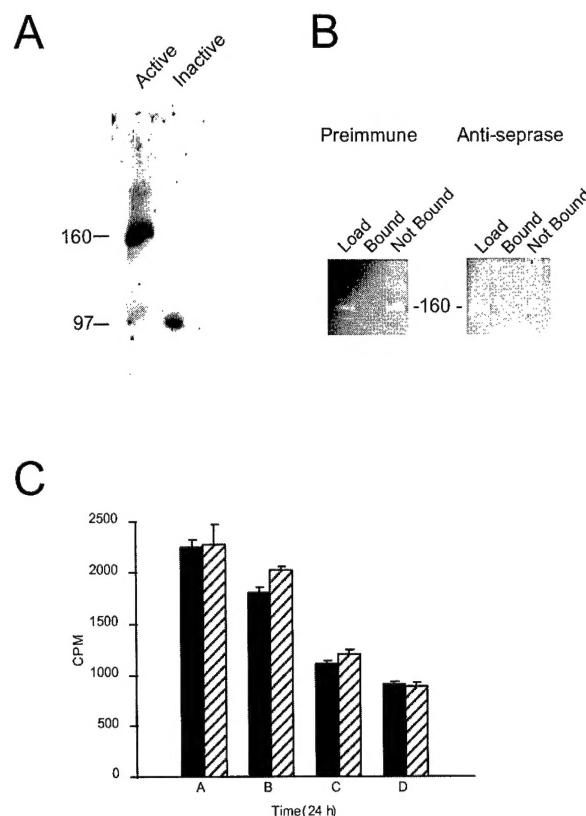 A
Active
Inactive
160
97
B
Preimmune
Anti-seprase
Load
Bound
Not Bound
Load
Bound
Not Bound
-160 -
C
2500
2000
1500
1000
500
0
CPM
A
B
C
D
Time(24 h)